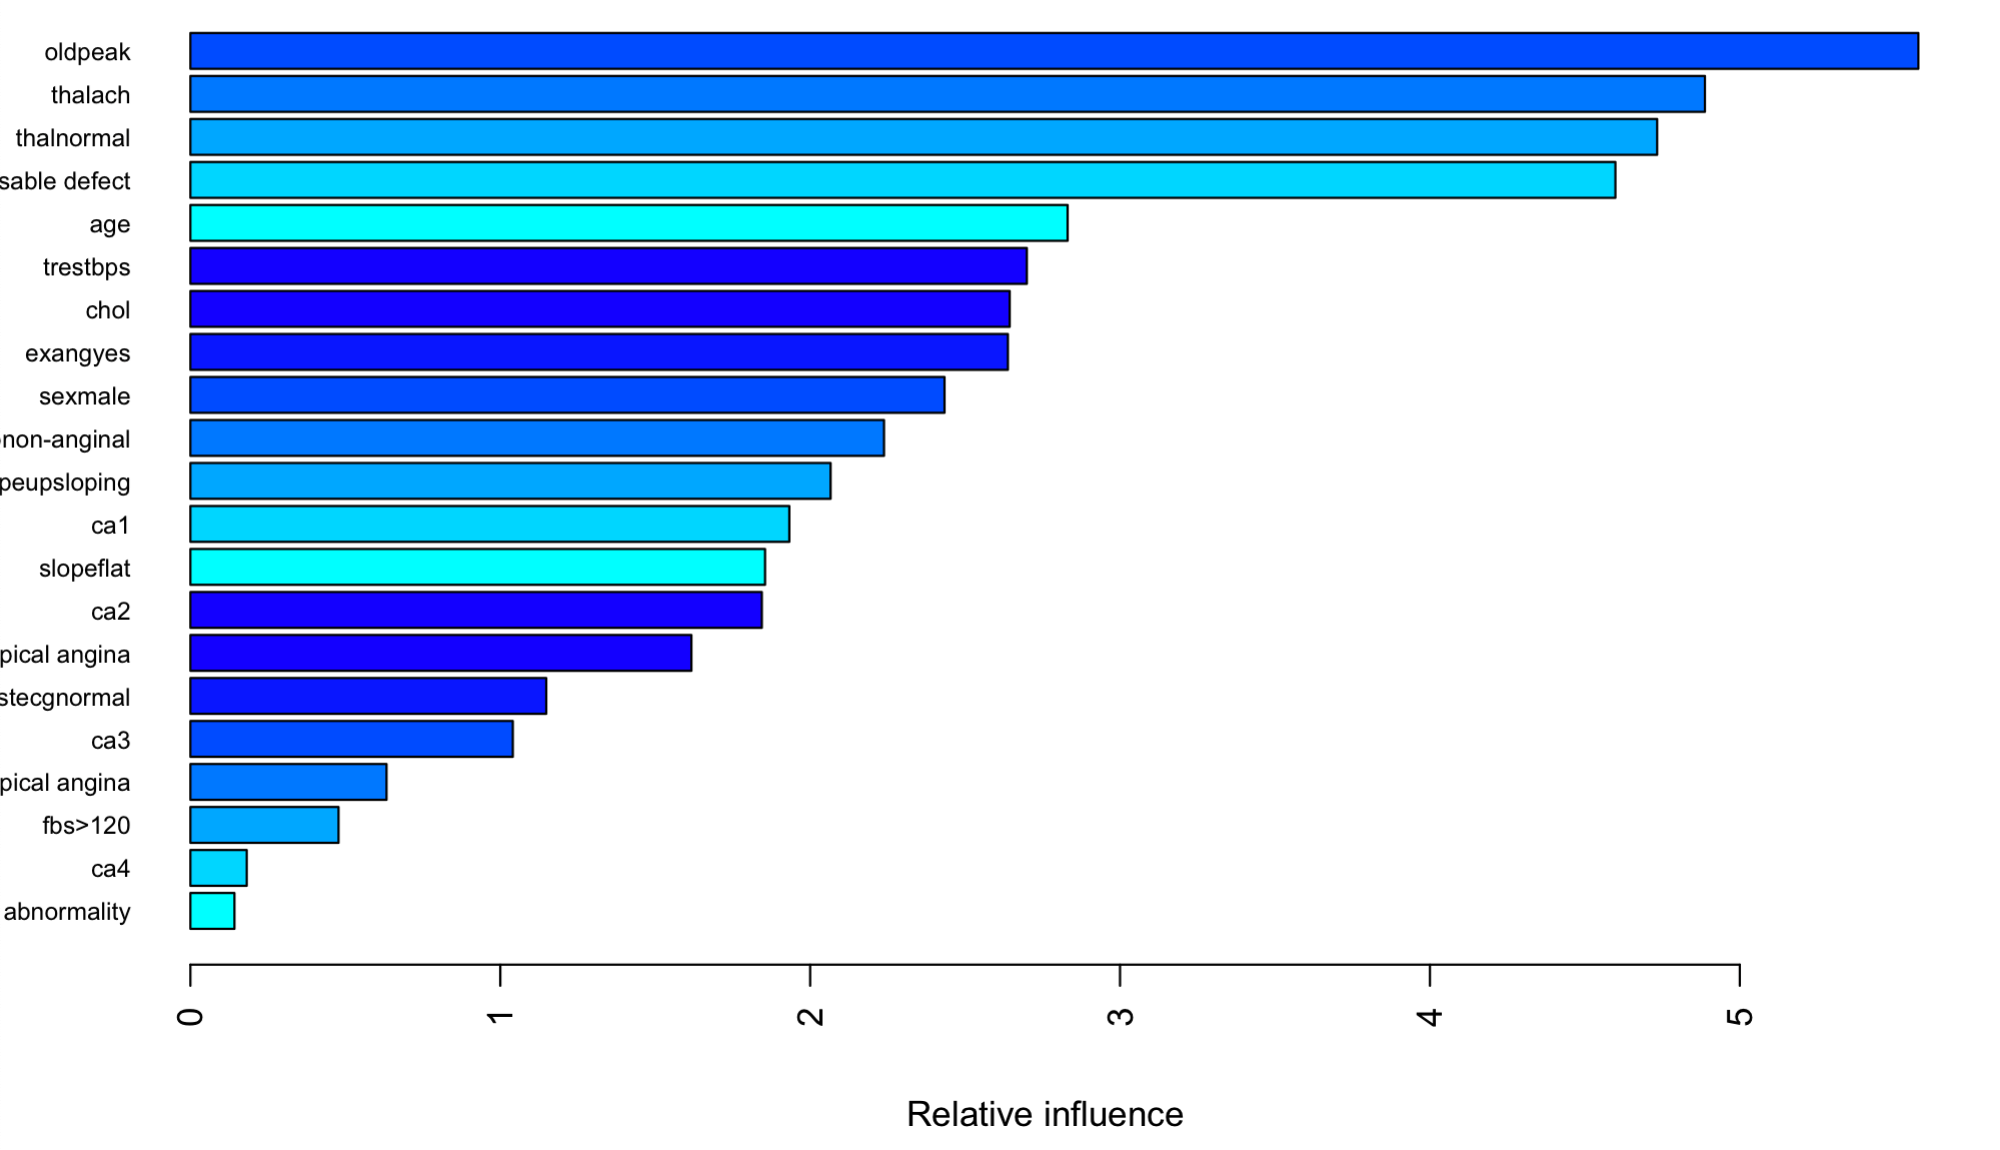 oldpeak
thalach
thalnormal
sable defect
age
trestbps
chol
exangyes
sexmale
non-anginal
peupsloping
ca1
slopeflat
ca2
pical angina
stecgnormal
ca3
pical angina
fbs>120
ca4
abnormality
0 1 2 3 4 5
Relative influence